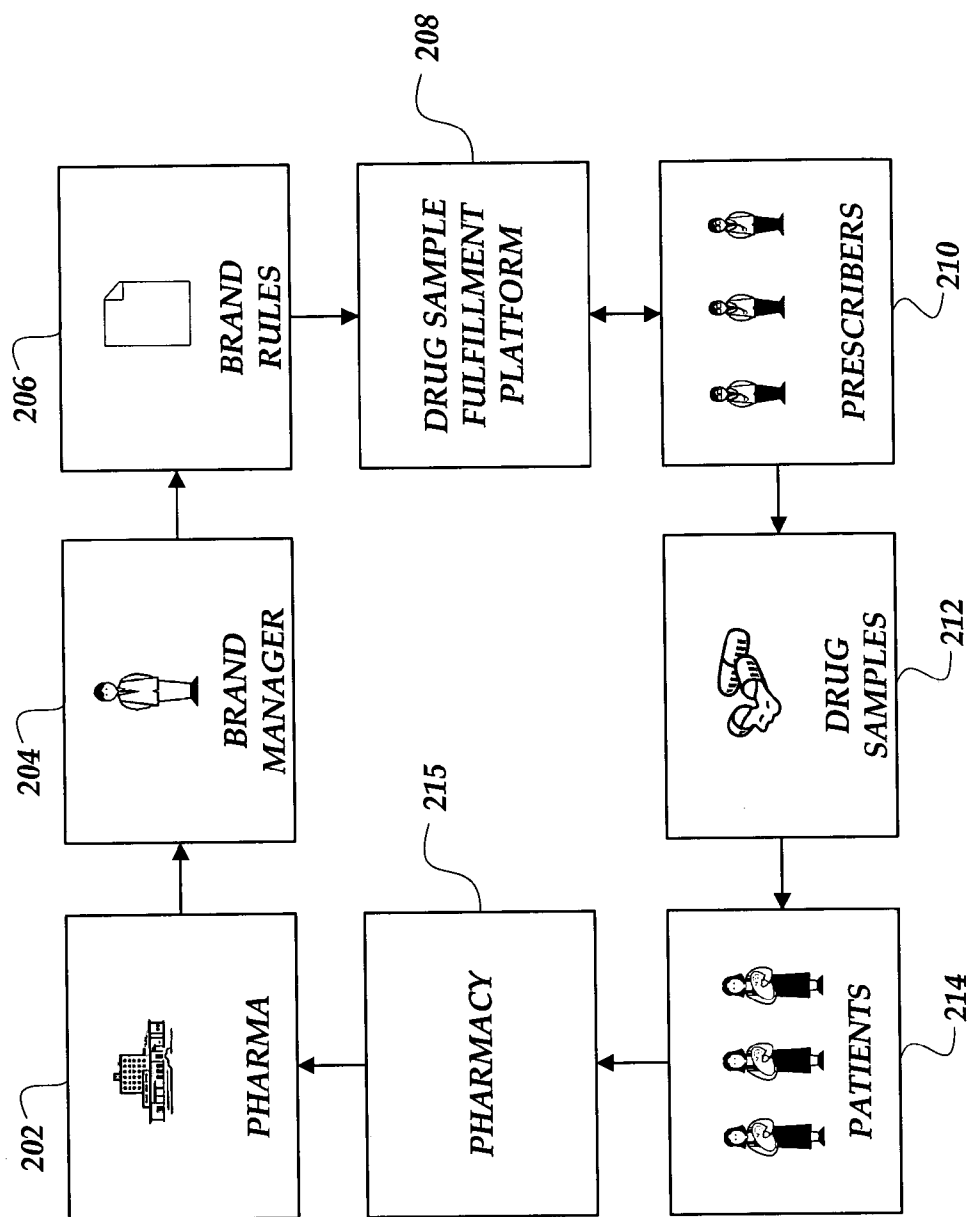 202
PHARMA
204
BRAND
MANAGER
206
BRAND
RULES
208
DRUG SAMPLE
FULFILLMENT
PLATFORM
215
PHARMACY
PATIENTS
214
DRUG
SAMPLES
212
PRESCRIBERS
210